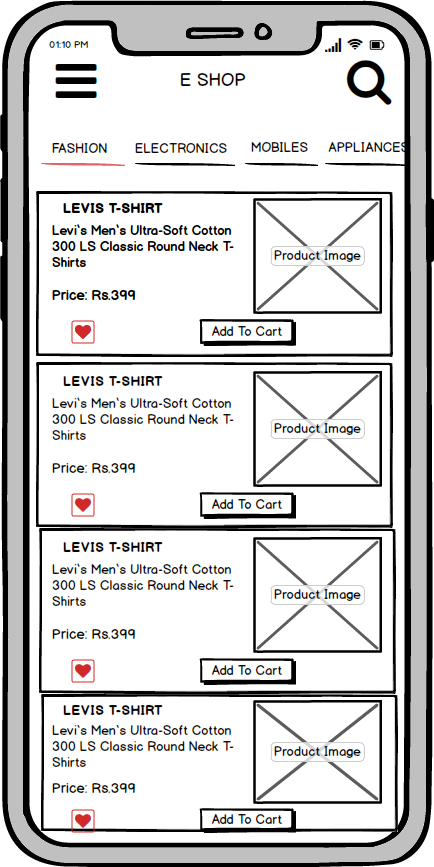 01:10 PM
E SHOP
FASHION ELECTRONICS MOBILES APPLIANCES
LEVIS T-SHIRT
Levi`s Men`s Ultra-Soft Cotton
300 LS Classic Round Neck T-
Shirts
Product Image
Price: Rs.399
Add To Cart
LEVIS T-SHIRT
Levi`s Men`s Ultra-Soft Cotton
300 LS Classic Round Neck T-
Shirts
Product Image
Price: Rs.399
Add To Cart
LEVIS T-SHIRT
Levi`s Men`s Ultra-Soft Cotton
300 LS Classic Round Neck T-
Shirts
Product Image
Price: Rs.399
Add To Cart
LEVIS T-SHIRT
Levi`s Men`s Ultra-Soft Cotton
300 LS Classic Round Neck T-
Shirts
Product Image
Price: Rs.399
Add To Cart